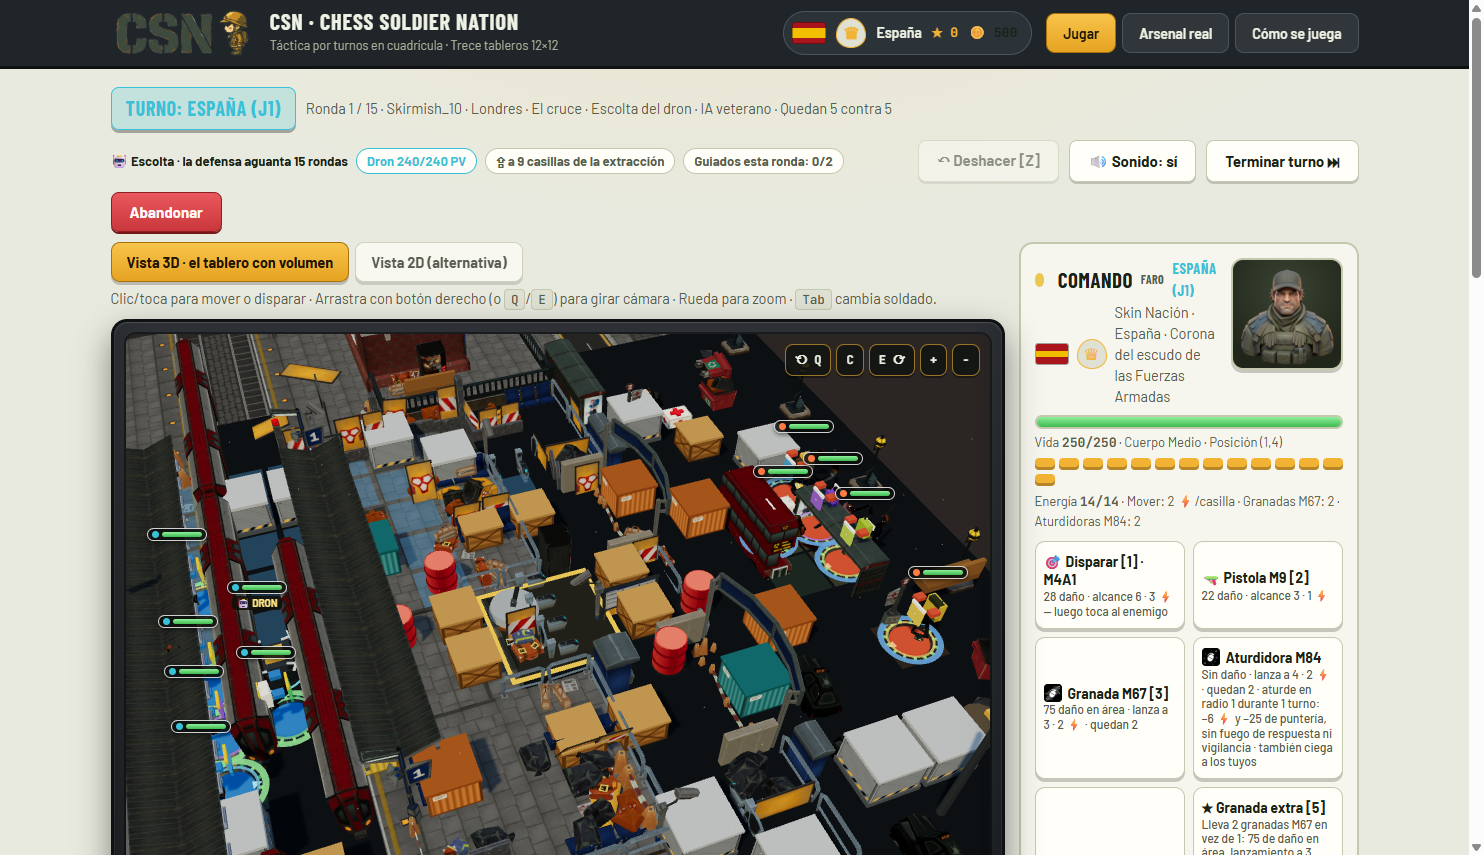 CSN
CSN · CHESS SOLDIER NATION
Táctica por turnos en cuadrícula · Trece tableros 12×12
España ★ 0 500
Jugar
Arsenal real
Cómo se juega
TURNO: ESPAÑA (J1)
Ronda 1 / 15 · Skirmish_10 · Londres · El cruce · Escolta del dron · IA veterano · Quedan 5 contra 5
Escolta · la defensa aguanta 15 rondas
Dron 240/240 PV
a 9 casillas de la extracción
Guiados esta ronda: 0/2
Deshacer [Z]
Sonido: sí
Terminar turno
Abandonar
Vista 3D · el tablero con volumen
Vista 2D (alternativa)
Clic/toca para mover o disparar · Arrastra con botón derecho (o Q / E ) para girar cámara · Rueda para zoom · Tab cambia soldado.
Q
C
E
+
-
1
DRON
1
COMANDO FARO ESPAÑA
(J1)
Skin Nación ·
España · Corona
del escudo de
las Fuerzas
Armadas
Vida 250/250 · Cuerpo Medio · Posición (1,4)
Energía 14/14 · Mover: 2 /casilla · Granadas M67: 2 ·
Aturdidoras M84: 2
Disparar [1] ·
M4A1
28 daño · alcance 6 · 3
— luego toca al enemigo
Pistola M9 [2]
22 daño · alcance 3 · 1
Granada M67 [3]
75 daño en área · lanza a
3 · 2 · quedan 2
Aturdidora M84
Sin daño · lanza a 4 · 2
· quedan 2 · aturde en
radio 1 durante 1 turno:
−6 y −25 de puntería,
sin fuego de respuesta ni
vigilancia · también ciega
a los tuyos
★ Granada extra [5]
Lleva 2 granadas M67 en
vez de 1: 75 de daño en
área, lanzamiento a 3